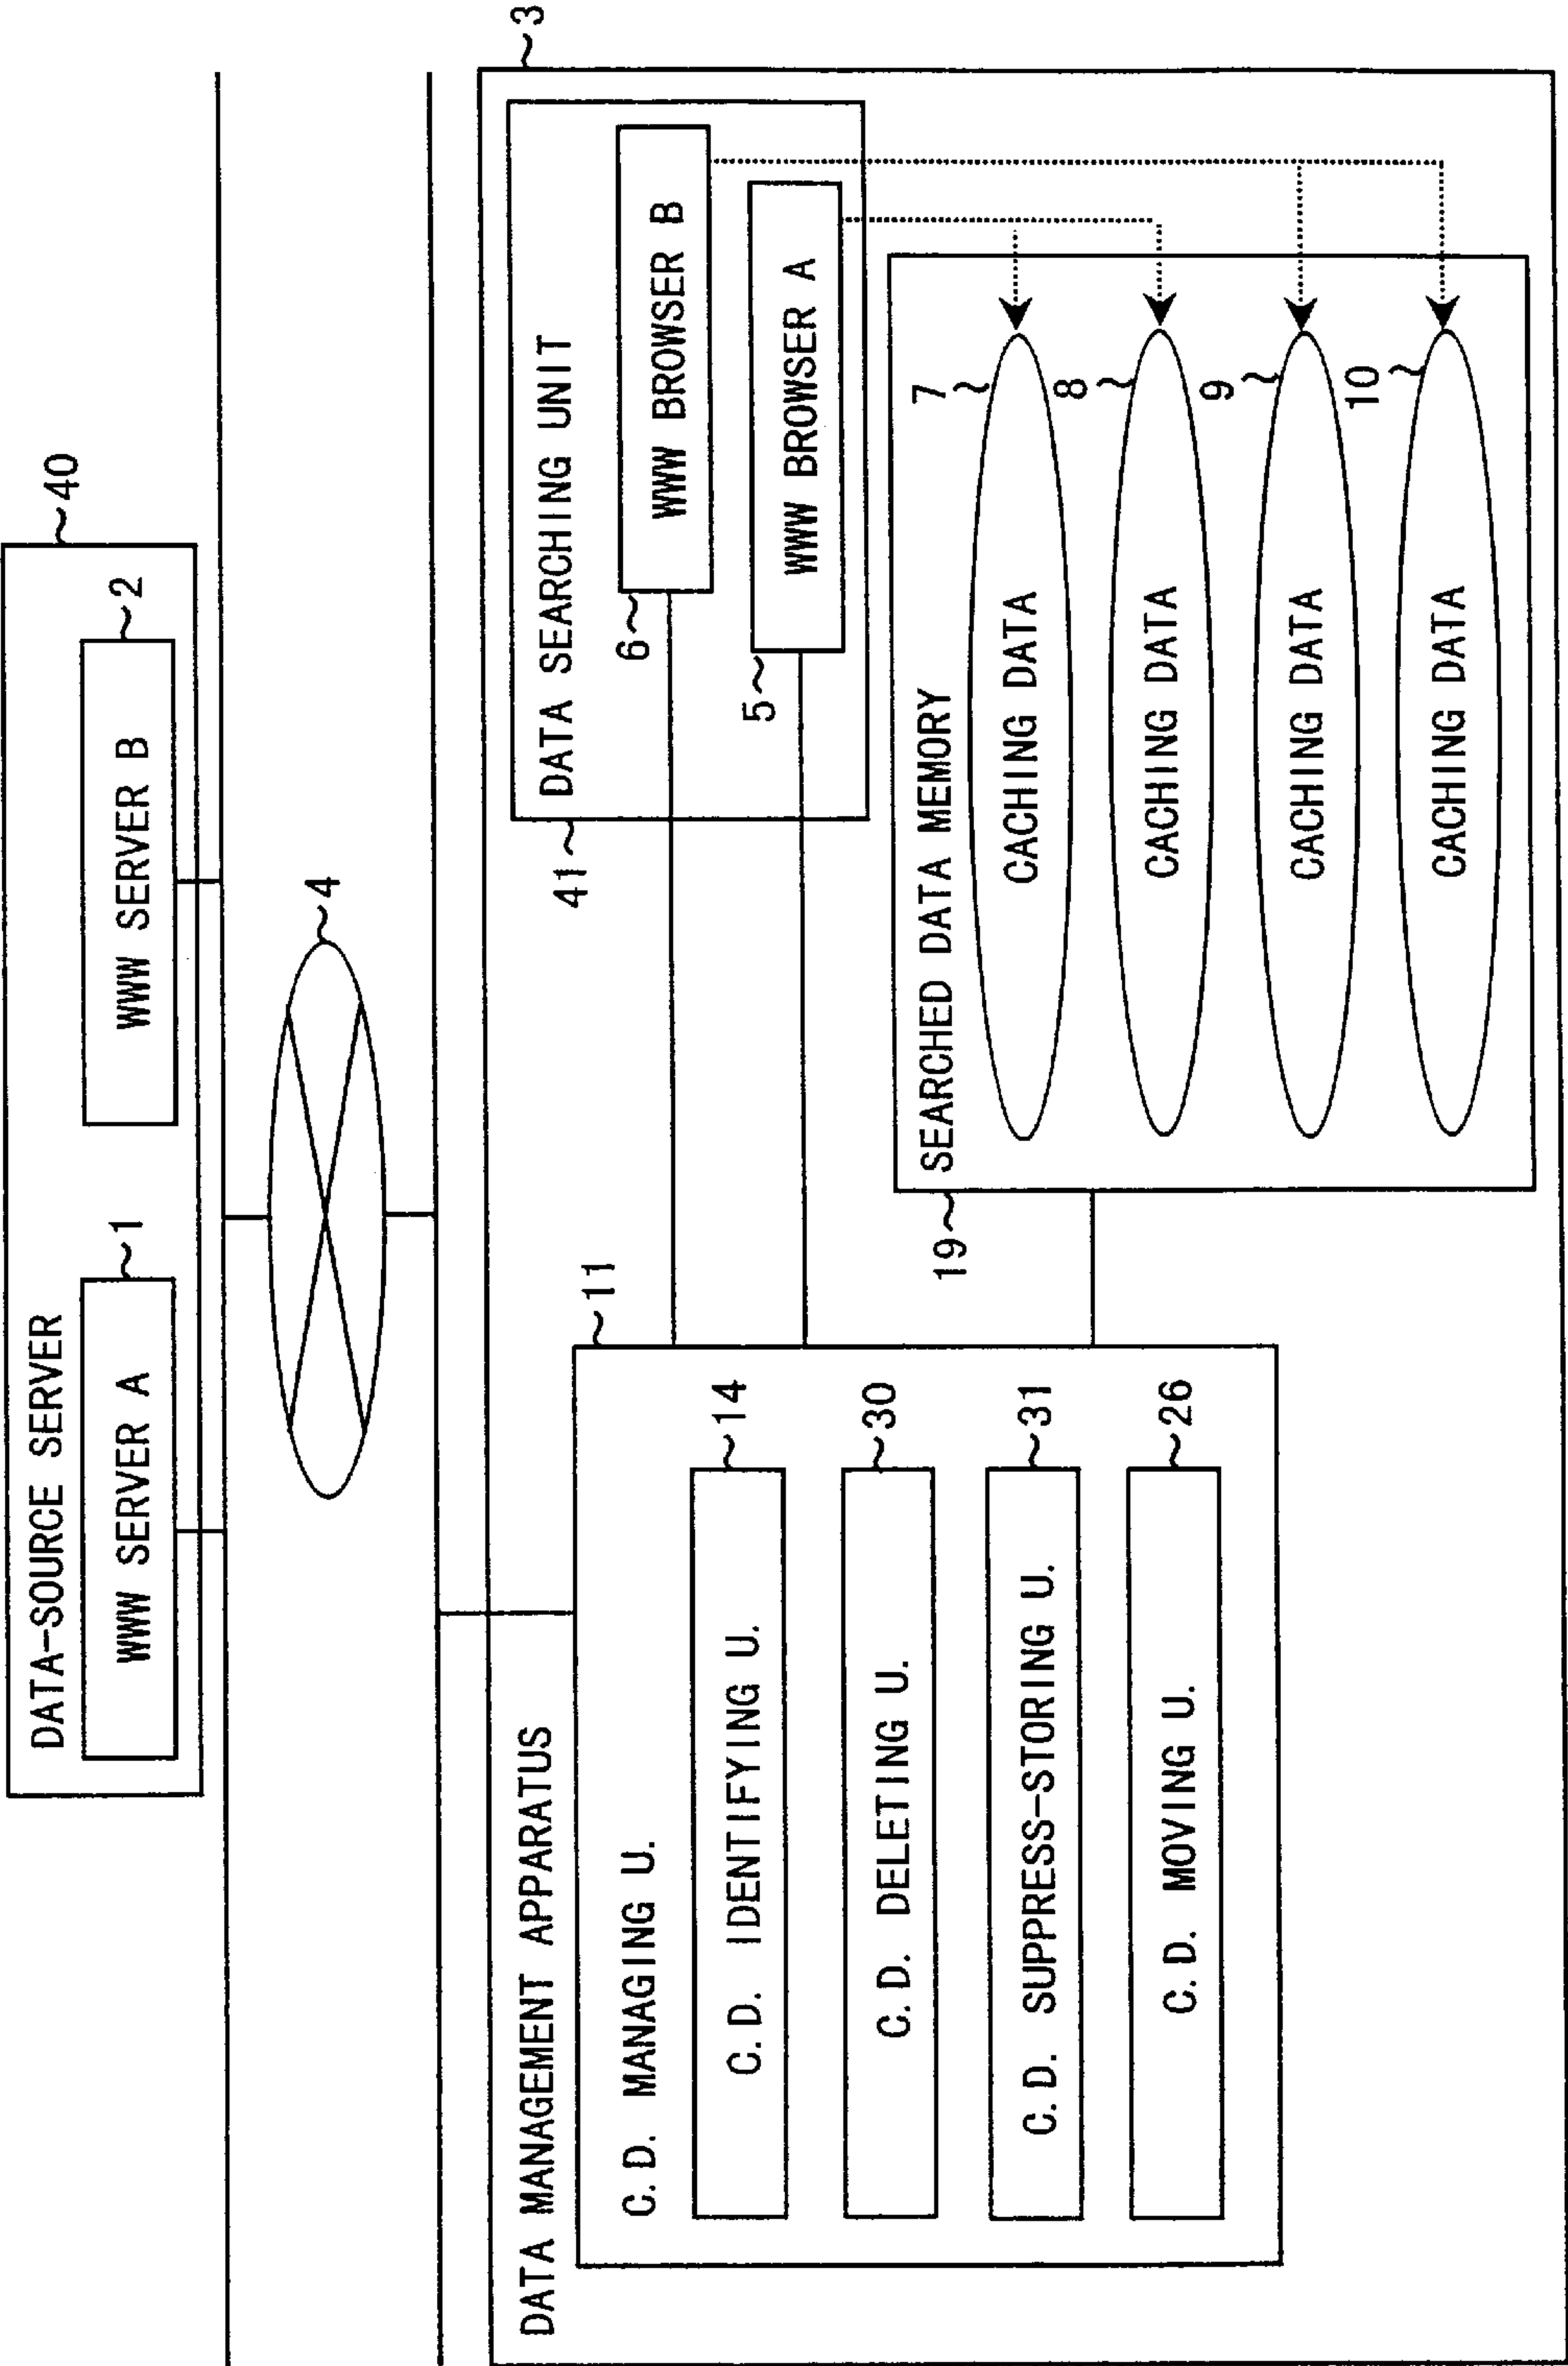 DATA-SOURCE SERVER
40
WWW SERVER A
1
WWW SERVER B
2
4
DATA MANAGEMENT APPARATUS
3
C. D. MANAGING U.
11
C. D. IDENTIFYING U.
14
C. D. DELETING U.
30
C. D. SUPPRESS-STORING U.
31
C. D. MOVING U.
26
41
DATA SEARCHING UNIT
6
WWW BROWSER B
5
WWW BROWSER A
19
SEARCHED DATA MEMORY
CACHING DATA
7
CACHING DATA
8
CACHING DATA
9
CACHING DATA
10